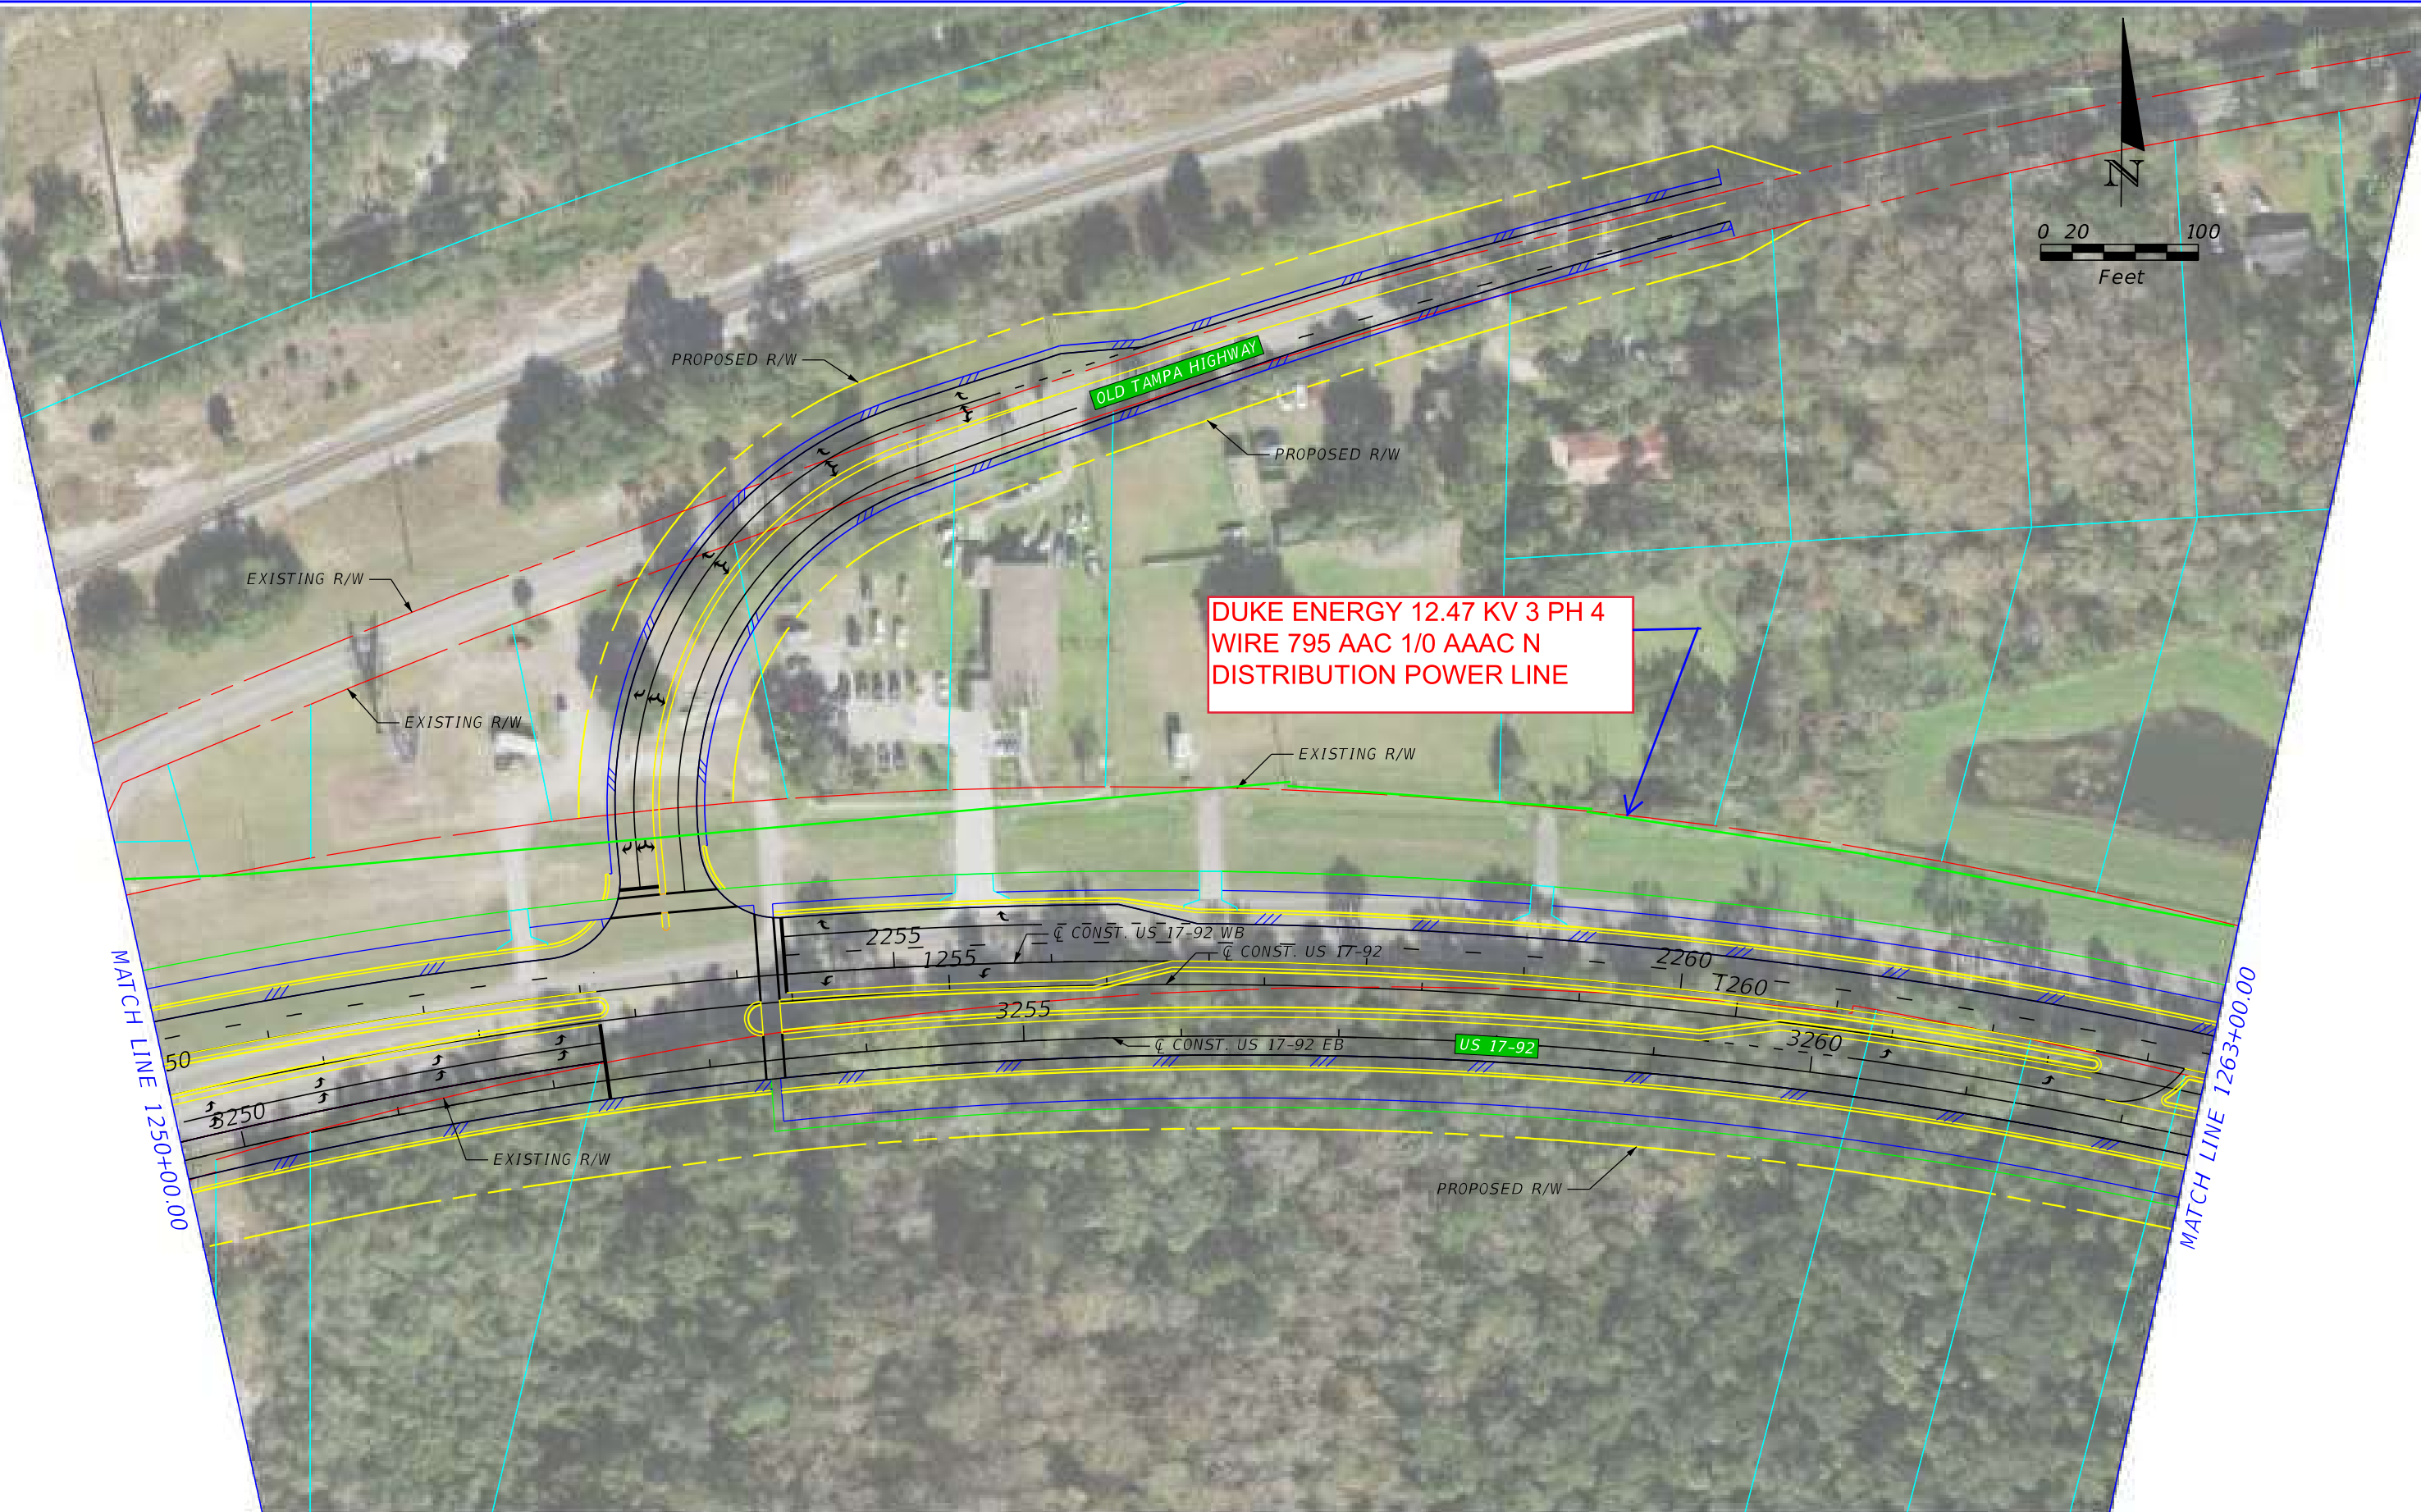 N
0 20 100
Feet
PROPOSED R/W
OLD TAMPA HIGHWAY
PROPOSED R/W
EXISTING R/W
DUKE ENERGY 12.47 KV 3 PH 4
WIRE 795 AAC 1/0 AAAC N
DISTRIBUTION POWER LINE
EXISTING R/W
EXISTING R/W
2255
℄ CONST. US 17-92 WB
1255
℄ CONST. US 17-92
2260
1260
3255
℄ CONST. US 17-92 EB
US 17-92
3260
50
3250
EXISTING R/W
PROPOSED R/W
MATCH LINE 1250+00.00
MATCH LINE 1263+00.00